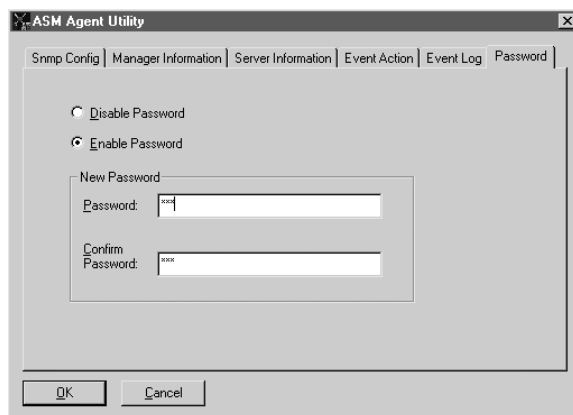 ASM Agent Utility
Snmp Config Manager Information Server Information Event Action Event Log Password
Disable Password
Enable Password
New Password
Password: ***
Confirm
Password: ***
OK Cancel